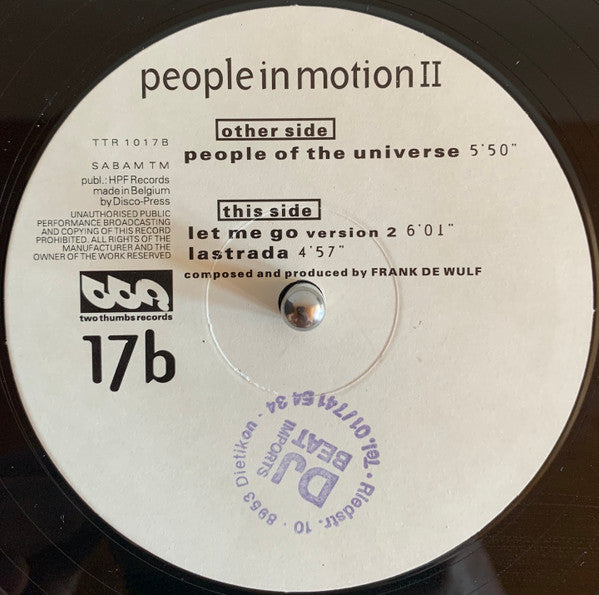 people in motion II
TTR 1017B
SABAM TM
publ.: HPF Records
made in Belgium
by Disco-Press
UNAUTHORISED PUBLIC
PERFORMANCE BROADCASTING
AND COPYING OF THIS RECORD
PROHIBITED. ALL RIGHTS OF THE
MANUFACTURER AND THE
OWNER OF THE WORK RESERVED
other side
people of the universe 5'50"
this side
let me go version 2 6'01"
lastrada 4'57"
composed and produced by FRANK DE WULF
two thumbs records
17b
DJ
BEAT
IMPORTS
Riedstr. 10 · 8953 Dietikon · Tel. 01/741 51 34